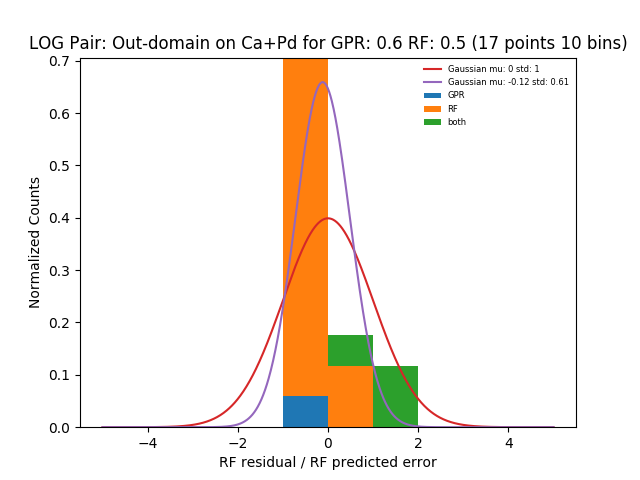 LOG Pair: Out-domain on Ca+Pd for GPR: 0.6 RF: 0.5 (17 points 10 bins)
Gaussian mu: 0 std: 1
Gaussian mu: -0.12 std: 0.61
GPR
RF
both
Normalized Counts
0.7
0.6
0.5
0.4
0.3
0.2
0.1
0.0
−4 −2 0 2 4
RF residual / RF predicted error